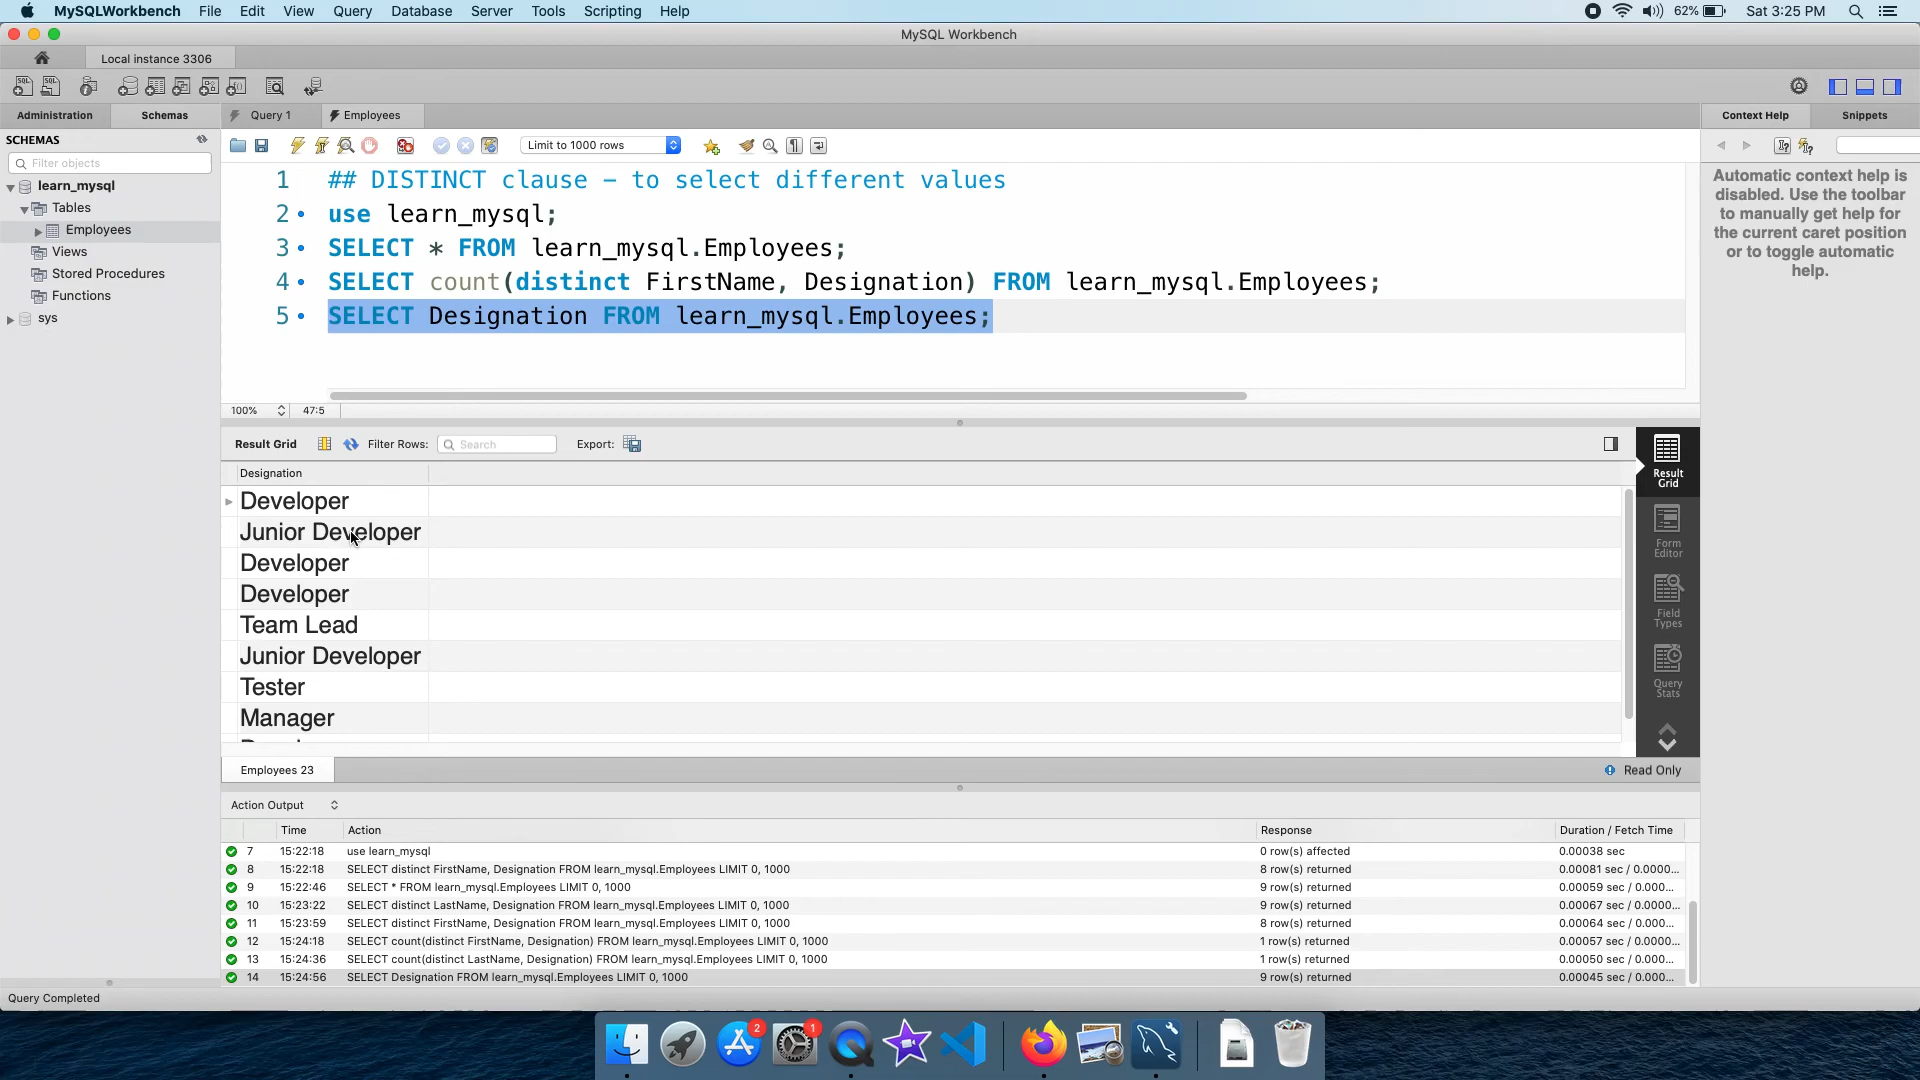 MySQLWorkbench File Edit View Query Database Server Tools Scripting Help 62% Sat 3:25 PM
MySQL Workbench
Local instance 3306
Administration Schemas Query 1 Employees Context Help Snippets
SCHEMAS
Filter objects
learn_mysql
Tables
Employees
Views
Stored Procedures
Functions
sys
Limit to 1000 rows
1 ## DISTINCT clause – to select different values
2 use learn_mysql;
3 SELECT * FROM learn_mysql.Employees;
4 SELECT count(distinct FirstName, Designation) FROM learn_mysql.Employees;
5 SELECT Designation FROM learn_mysql.Employees;
Automatic context help is
disabled. Use the toolbar
to manually get help for
the current caret position
or to toggle automatic
help.
100% 47:5
Result Grid Filter Rows: Search Export:
Designation
Developer
Junior Developer
Developer
Developer
Team Lead
Junior Developer
Tester
Manager
Result
Grid
Form
Editor
Field
Types
Query
Stats
Employees 23 Read Only
Action Output
Time Action Response Duration / Fetch Time
7 15:22:18 use learn_mysql 0 row(s) affected 0.00038 sec
8 15:22:18 SELECT distinct FirstName, Designation FROM learn_mysql.Employees LIMIT 0, 1000 8 row(s) returned 0.00081 sec / 0.0000...
9 15:22:46 SELECT * FROM learn_mysql.Employees LIMIT 0, 1000 9 row(s) returned 0.00059 sec / 0.000...
10 15:23:22 SELECT distinct LastName, Designation FROM learn_mysql.Employees LIMIT 0, 1000 9 row(s) returned 0.00067 sec / 0.0000...
11 15:23:59 SELECT distinct FirstName, Designation FROM learn_mysql.Employees LIMIT 0, 1000 8 row(s) returned 0.00064 sec / 0.000...
12 15:24:18 SELECT count(distinct FirstName, Designation) FROM learn_mysql.Employees LIMIT 0, 1000 1 row(s) returned 0.00057 sec / 0.0000...
13 15:24:36 SELECT count(distinct LastName, Designation) FROM learn_mysql.Employees LIMIT 0, 1000 1 row(s) returned 0.00050 sec / 0.000...
14 15:24:56 SELECT Designation FROM learn_mysql.Employees LIMIT 0, 1000 9 row(s) returned 0.00045 sec / 0.000...
Query Completed
2 1